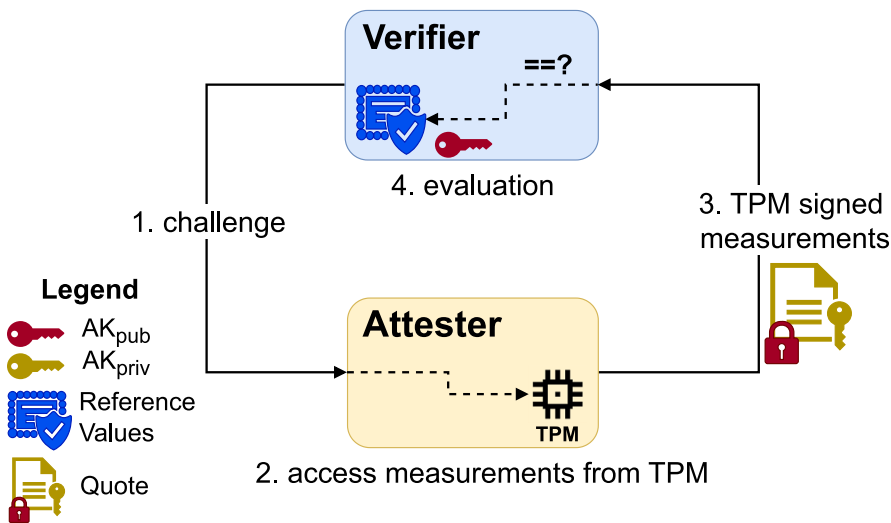 Verifier
==?
4. evaluation
1. challenge
3. TPM signed
measurements
Legend
AKpub
AKpriv
Reference
Values
Quote
Attester
TPM
2. access measurements from TPM